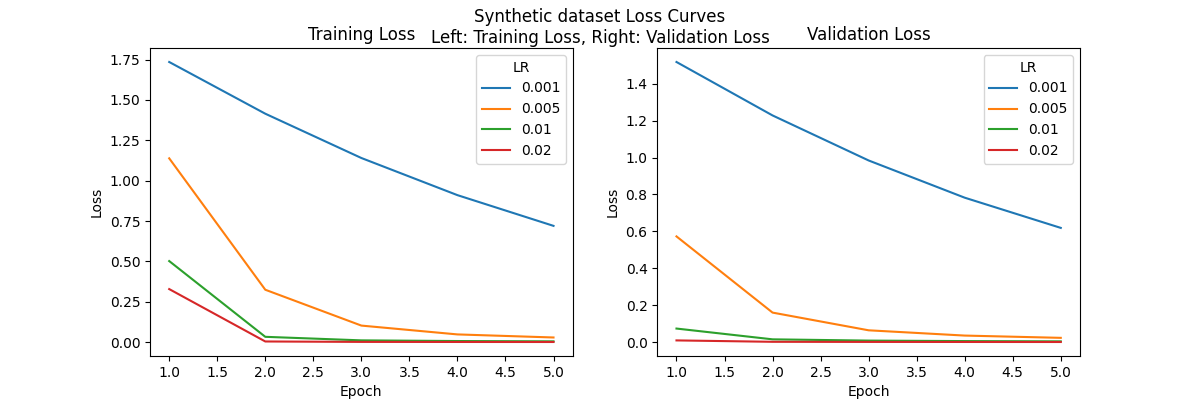 Synthetic dataset Loss Curves
Left: Training Loss, Right: Validation Loss
Training Loss
1.75
1.50
1.25
1.00
0.75
0.50
0.25
0.00
Loss
LR
0.001
0.005
0.01
0.02
1.0 1.5 2.0 2.5 3.0 3.5 4.0 4.5 5.0
Epoch
Validation Loss
1.4
1.2
1.0
0.8
0.6
0.4
0.2
0.0
Loss
LR
0.001
0.005
0.01
0.02
1.0 1.5 2.0 2.5 3.0 3.5 4.0 4.5 5.0
Epoch